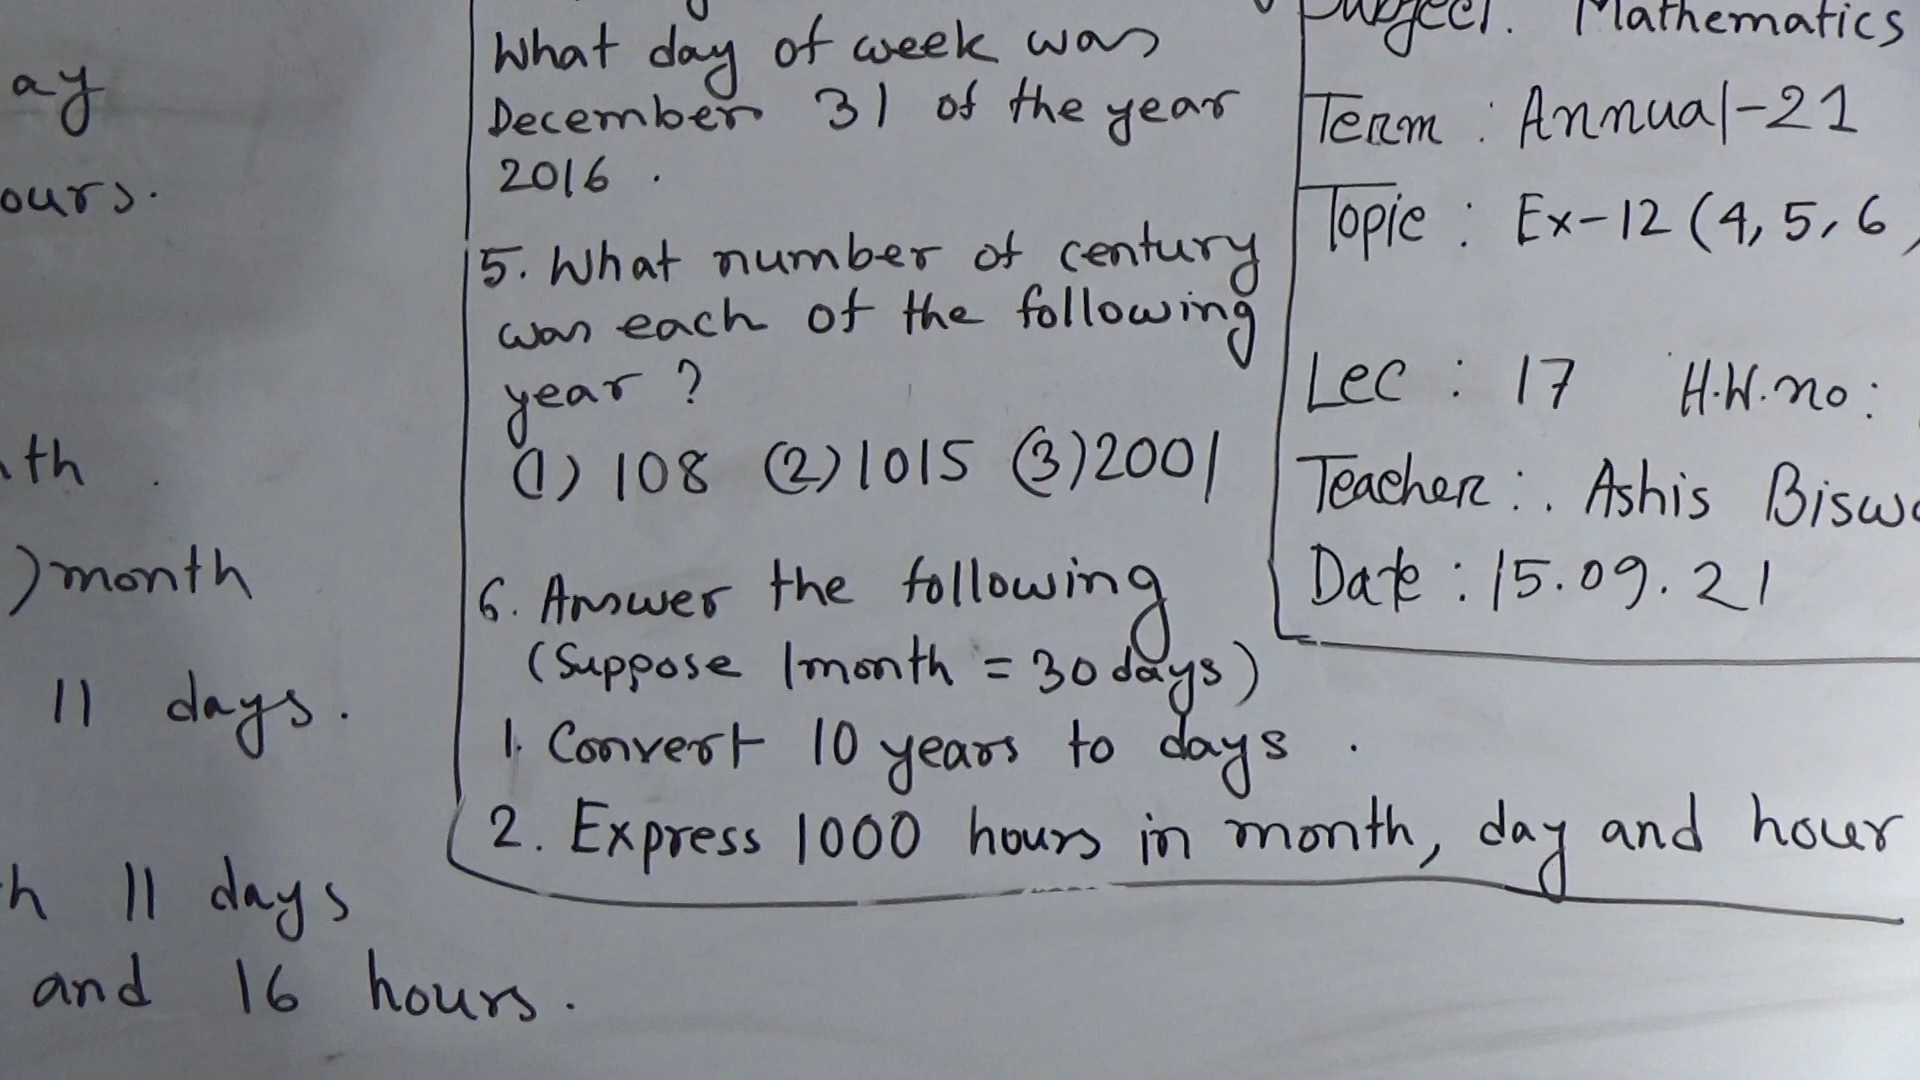 ay
ours.
th.
) month
11 days.
h 11 days
and 16 hours.
What day of week was
December 31 of the year
2016.
5. What number of century
was each of the following
year?
(1) 108 (2) 1015 (3) 2001
6. Answer the following
(Suppose 1 month = 30 days)
1. Convert 10 years to days.
2. Express 1000 hours in month, day and hour
Subject. Mathematics
Term : Annual-21
Topic : Ex-12 (4, 5, 6,
Lec : 17 H.W. no :
Teacher : . Ashis Bisw
Date : 15.09.21